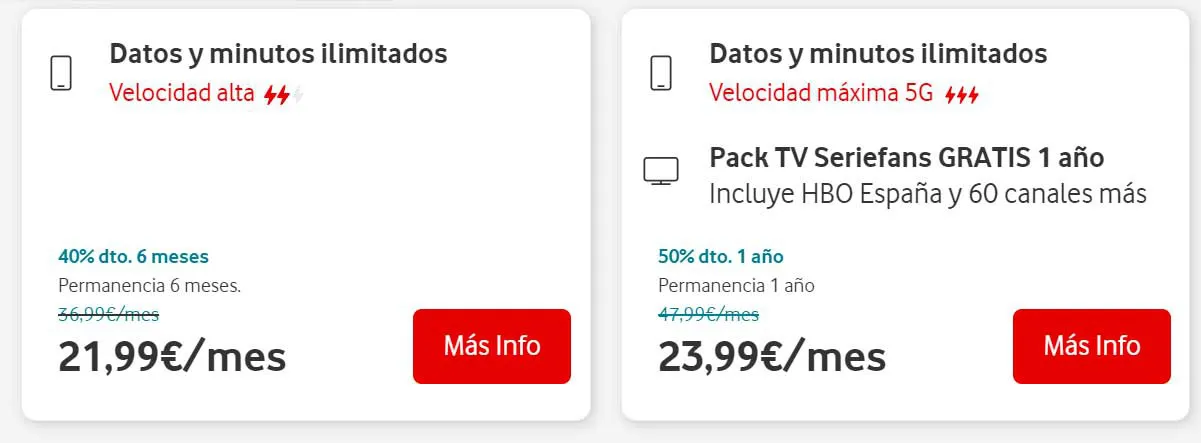 Datos y minutos ilimitados
Velocidad alta
40% dto. 6 meses
Permanencia 6 meses.
36,99€/mes
21,99€/mes
Más Info
Datos y minutos ilimitados
Velocidad máxima 5G
Pack TV Seriefans GRATIS 1 año
Incluye HBO España y 60 canales más
50% dto. 1 año
Permanencia 1 año
47,99€/mes
23,99€/mes
Más Info